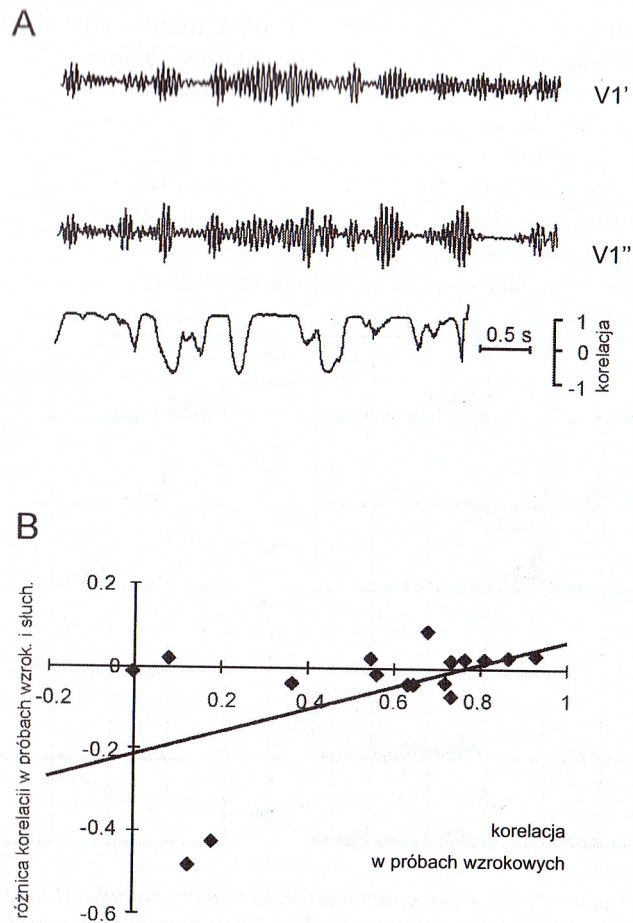 A
V1'
V1"
0.5 s
1
0
-1
korelacja
B
różnica korelacji w próbach wzrok. i słuch.
0.2
0
-0.2
-0.4
-0.6
-0.2
0.2
0.4
0.6
0.8
1
korelacja
w próbach wzrokowych